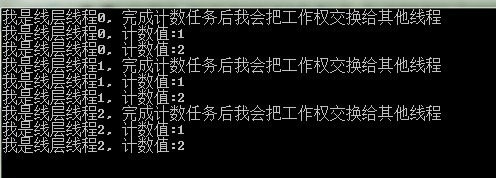 我是线层线程0, 完成计数任务后我会把工作权交换给其他线程
我是线层线程0, 计数值:1
我是线层线程0, 计数值:2
我是线层线程1, 完成计数任务后我会把工作权交换给其他线程
我是线层线程1, 计数值:1
我是线层线程1, 计数值:2
我是线层线程2, 完成计数任务后我会把工作权交换给其他线程
我是线层线程2, 计数值:1
我是线层线程2, 计数值:2